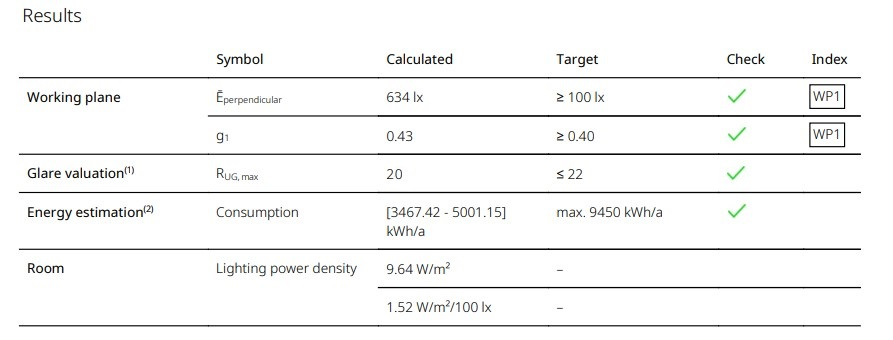 Results
Symbol Calculated Target Check Index
Working plane Ēperpendicular 634 lx ≥ 100 lx WP1
g1 0.43 ≥ 0.40 WP1
Glare valuation(1) RUG, max 20 ≤ 22
Energy estimation(2) Consumption [3467.42 - 5001.15] max. 9450 kWh/a
kWh/a
Room Lighting power density 9.64 W/m² –
1.52 W/m²/100 lx –